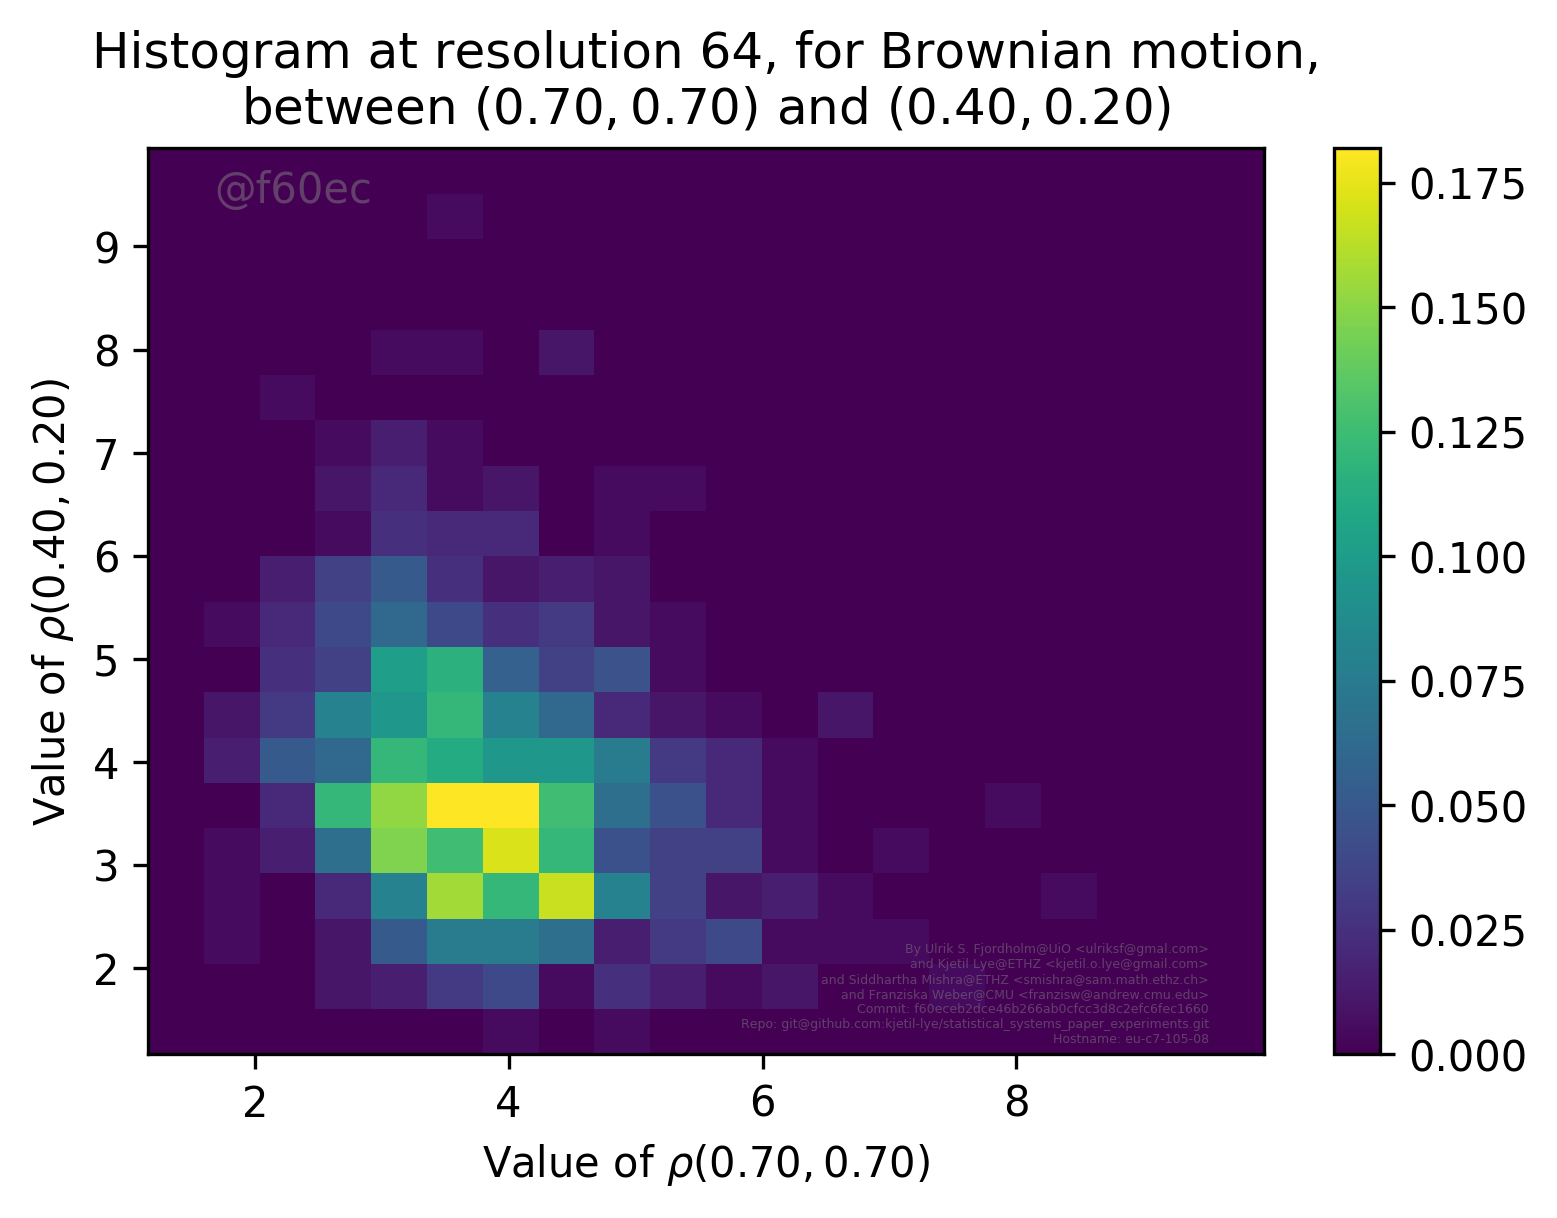 Histogram at resolution 64, for Brownian motion,
between (0.70, 0.70) and (0.40, 0.20)
@f60ec
9
8
7
6
5
4
3
2
Value of ρ(0.40, 0.20)
2 4 6 8
Value of ρ(0.70, 0.70)
0.175
0.150
0.125
0.100
0.075
0.050
0.025
0.000
By Ulrik S. Fjordholm@UiO <ulriksf@gmal.com>
and Kjetil Lye@ETHZ <kjetil.o.lye@gmail.com>
and Siddhartha Mishra@ETHZ <smishra@sam.math.ethz.ch>
and Franziska Weber@CMU <franzisw@andrew.cmu.edu>
Commit: f60eceb2dce46b266ab0cfcc3d8c2efc6fec1660
Repo: git@github.com:kjetil-lye/statistical_systems_paper_experiments.git
Hostname: eu-c7-105-08